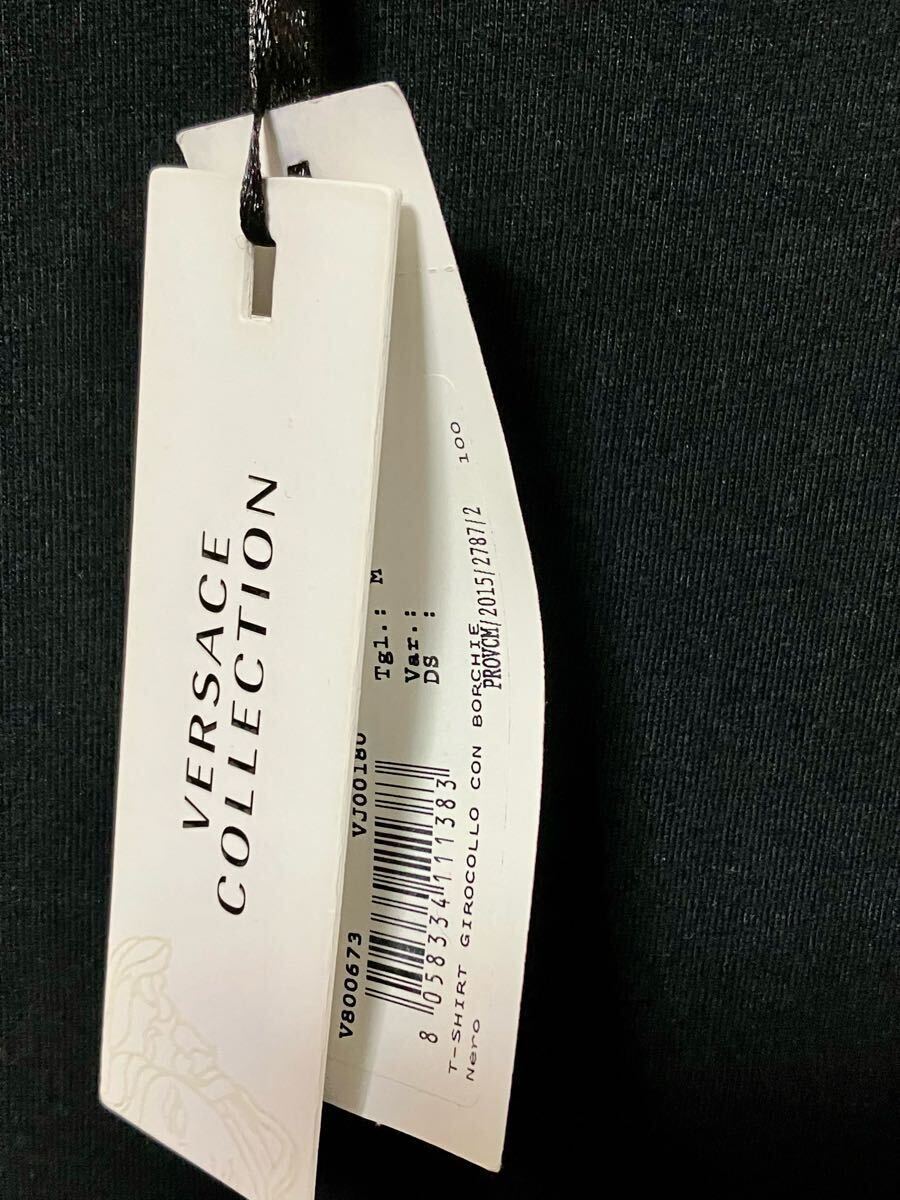 VERSACE
COLLECTION
V800673 VJ00180
Tgl.: M
Var.:
DS :
8 058334 111383
T-SHIRT GIROCOLLO CON BORCHIE
Nero
PROVCM/2015/2787/2
100